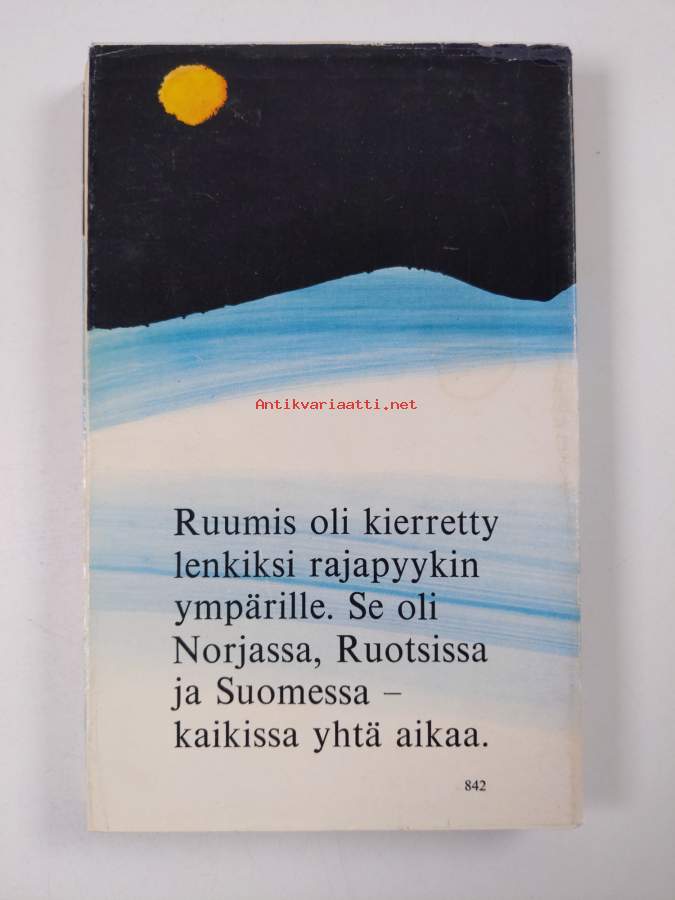 Antikvariaatti.net
Ruumis oli kierretty
lenkiksi rajapyykin
ympärille. Se oli
Norjassa, Ruotsissa
ja Suomessa –
kaikissa yhtä aikaa.
842